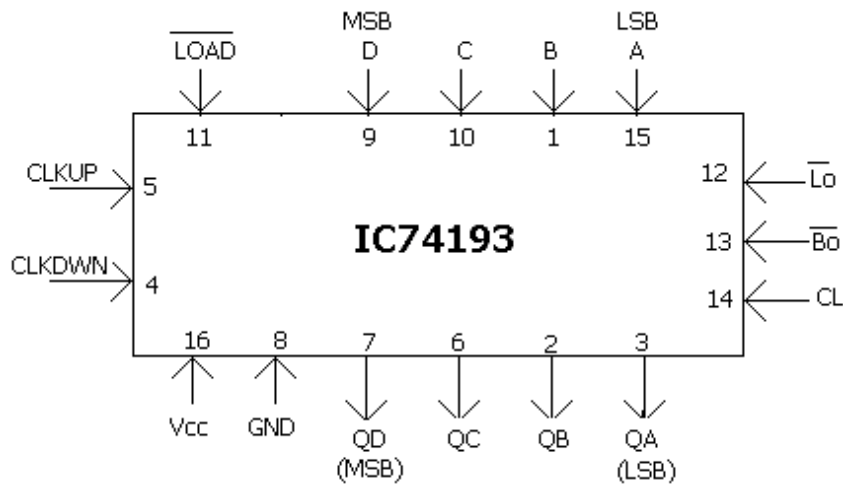 MSB LSB
LOAD D C B A
11 9 10 1 15
CLKUP 5 12 Lo
IC74193 13 Bo
CLKDWN 4 14 CL
16 8 7 6 2 3
Vcc GND QD QC QB QA
(MSB) (LSB)